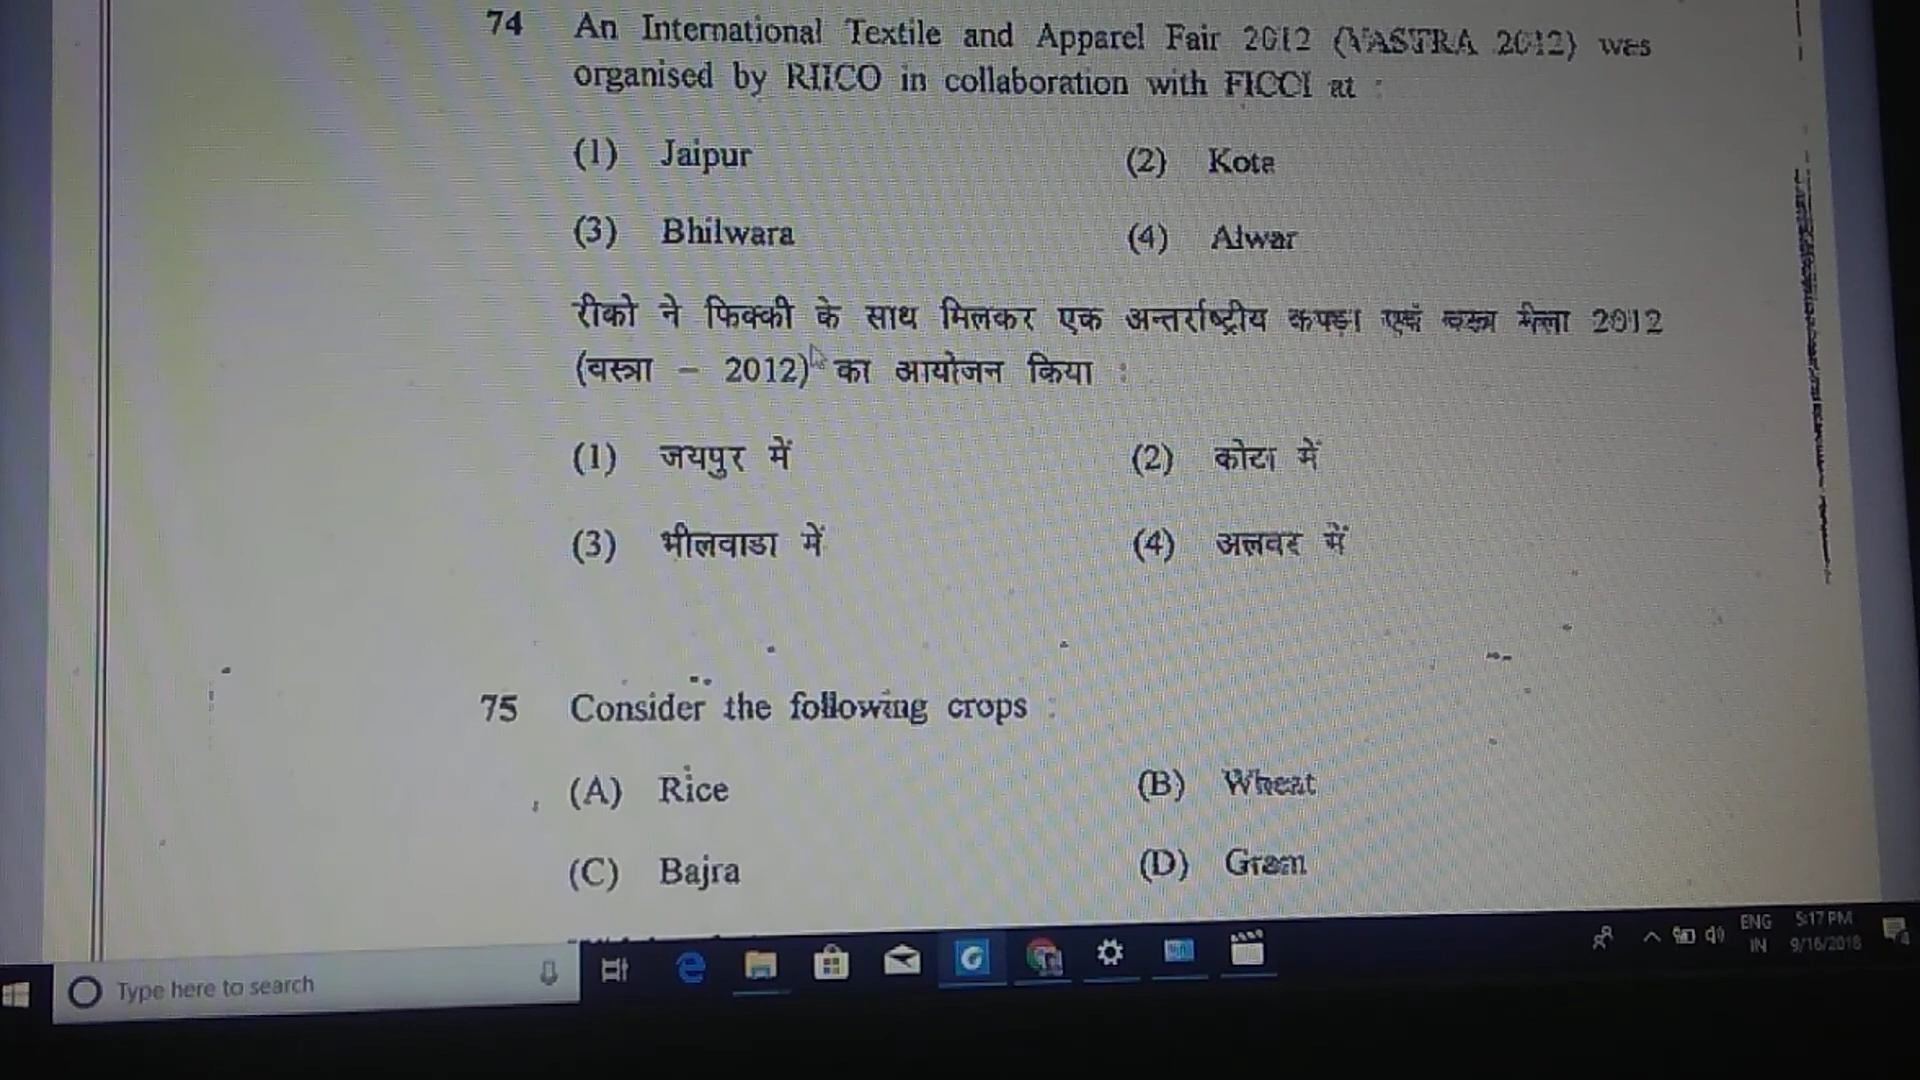 74 An International Textile and Apparel Fair 2012 (VASTRA 2012) was
organised by RIICO in collaboration with FICCI at :
(1) Jaipur (2) Kota
(3) Bhilwara (4) Alwar
रीको ने फिक्की के साथ मिलकर एक अन्तर्राष्ट्रीय कपड़ा एवं वस्त्र मेला 2012
(वस्त्रा – 2012) का आयोजन किया :
(1) जयपुर में (2) कोटा में
(3) भीलवाडा में (4) अलवर में
75 Consider the following crops :
(A) Rice (B) Wheat
(C) Bajra (D) Gram
Type here to search
ENG 5:17 PM
IN 9/16/2018